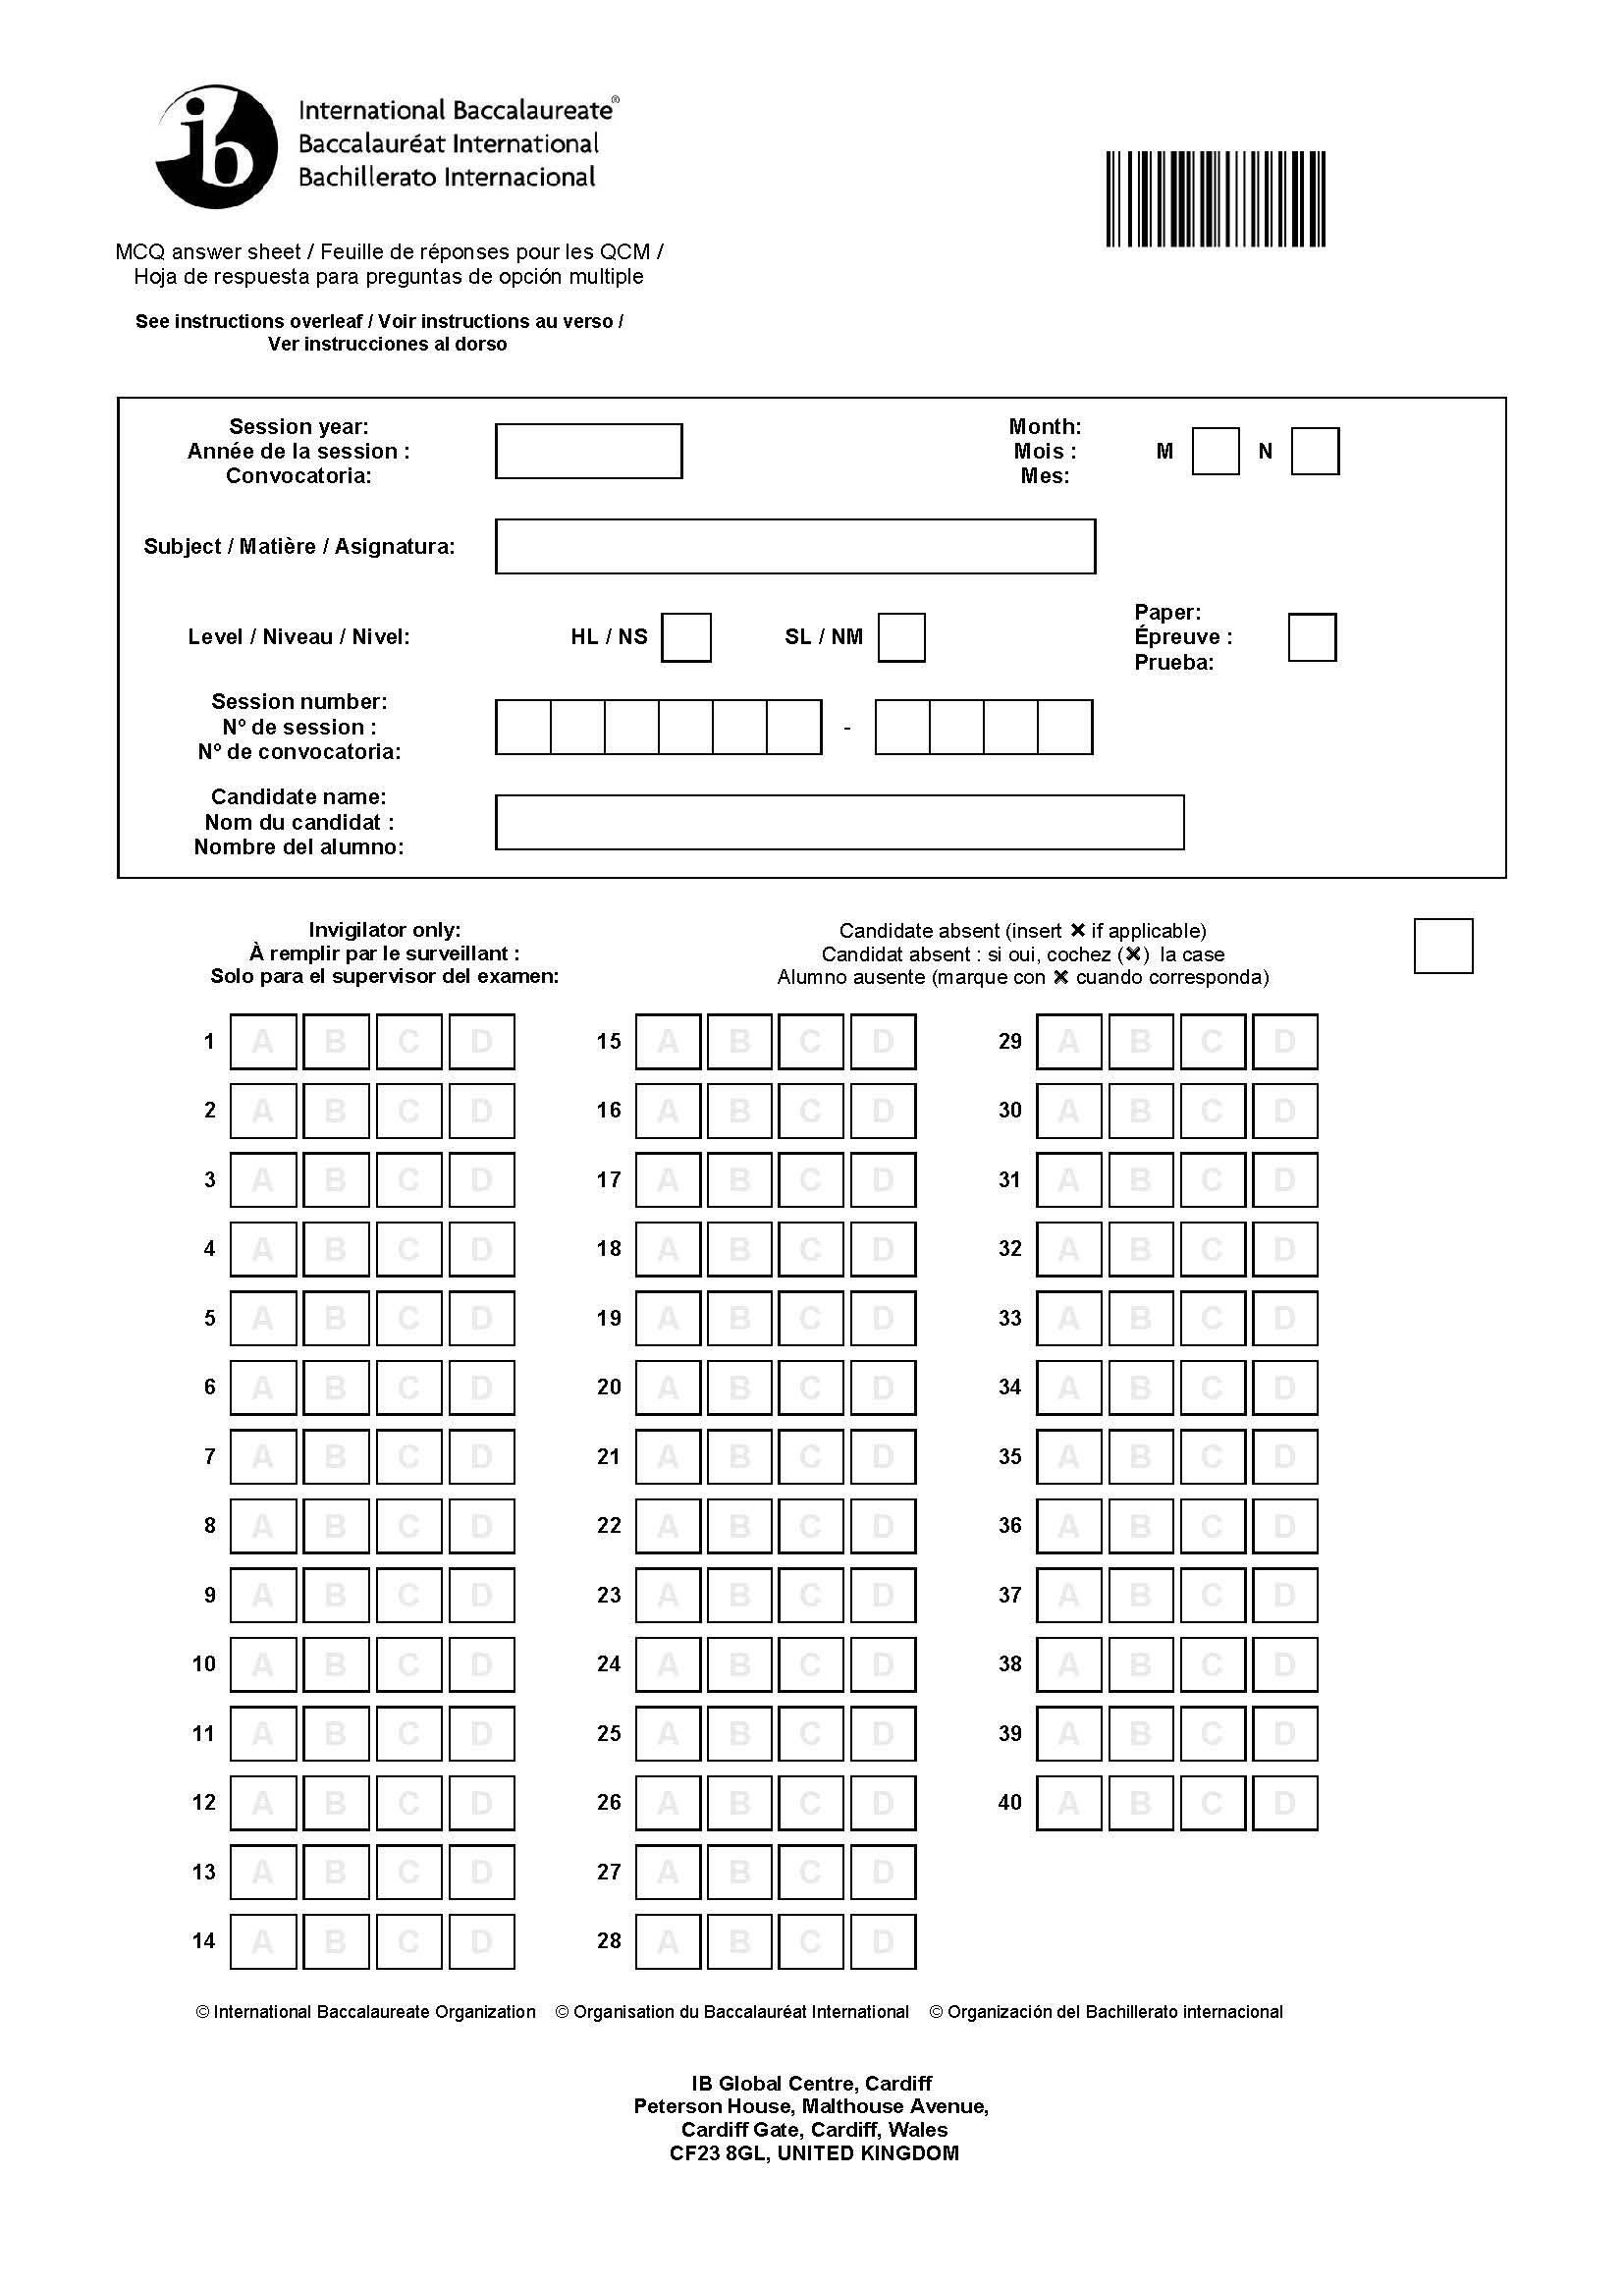 ib
International Baccalaureate®
Baccalauréat International
Bachillerato Internacional
MCQ answer sheet / Feuille de réponses pour les QCM /
Hoja de respuesta para preguntas de opción multiple
See instructions overleaf / Voir instructions au verso /
Ver instrucciones al dorso
Session year:
Année de la session :
Convocatoria:
Month:
Mois :
Mes:
M N
Subject / Matière / Asignatura:
Level / Niveau / Nivel: HL / NS SL / NM
Paper:
Épreuve :
Prueba:
Session number:
Nº de session :
Nº de convocatoria:
-
Candidate name:
Nom du candidat :
Nombre del alumno:
Invigilator only:
À remplir par le surveillant :
Solo para el supervisor del examen:
Candidate absent (insert ✖ if applicable)
Candidat absent : si oui, cochez (✖) la case
Alumno ausente (marque con ✖ cuando corresponda)
1 A B C D 15 A B C D 29 A B C D
2 A B C D 16 A B C D 30 A B C D
3 A B C D 17 A B C D 31 A B C D
4 A B C D 18 A B C D 32 A B C D
5 A B C D 19 A B C D 33 A B C D
6 A B C D 20 A B C D 34 A B C D
7 A B C D 21 A B C D 35 A B C D
8 A B C D 22 A B C D 36 A B C D
9 A B C D 23 A B C D 37 A B C D
10 A B C D 24 A B C D 38 A B C D
11 A B C D 25 A B C D 39 A B C D
12 A B C D 26 A B C D 40 A B C D
13 A B C D 27 A B C D
14 A B C D 28 A B C D
© International Baccalaureate Organization © Organisation du Baccalauréat International © Organización del Bachillerato internacional
IB Global Centre, Cardiff
Peterson House, Malthouse Avenue,
Cardiff Gate, Cardiff, Wales
CF23 8GL, UNITED KINGDOM